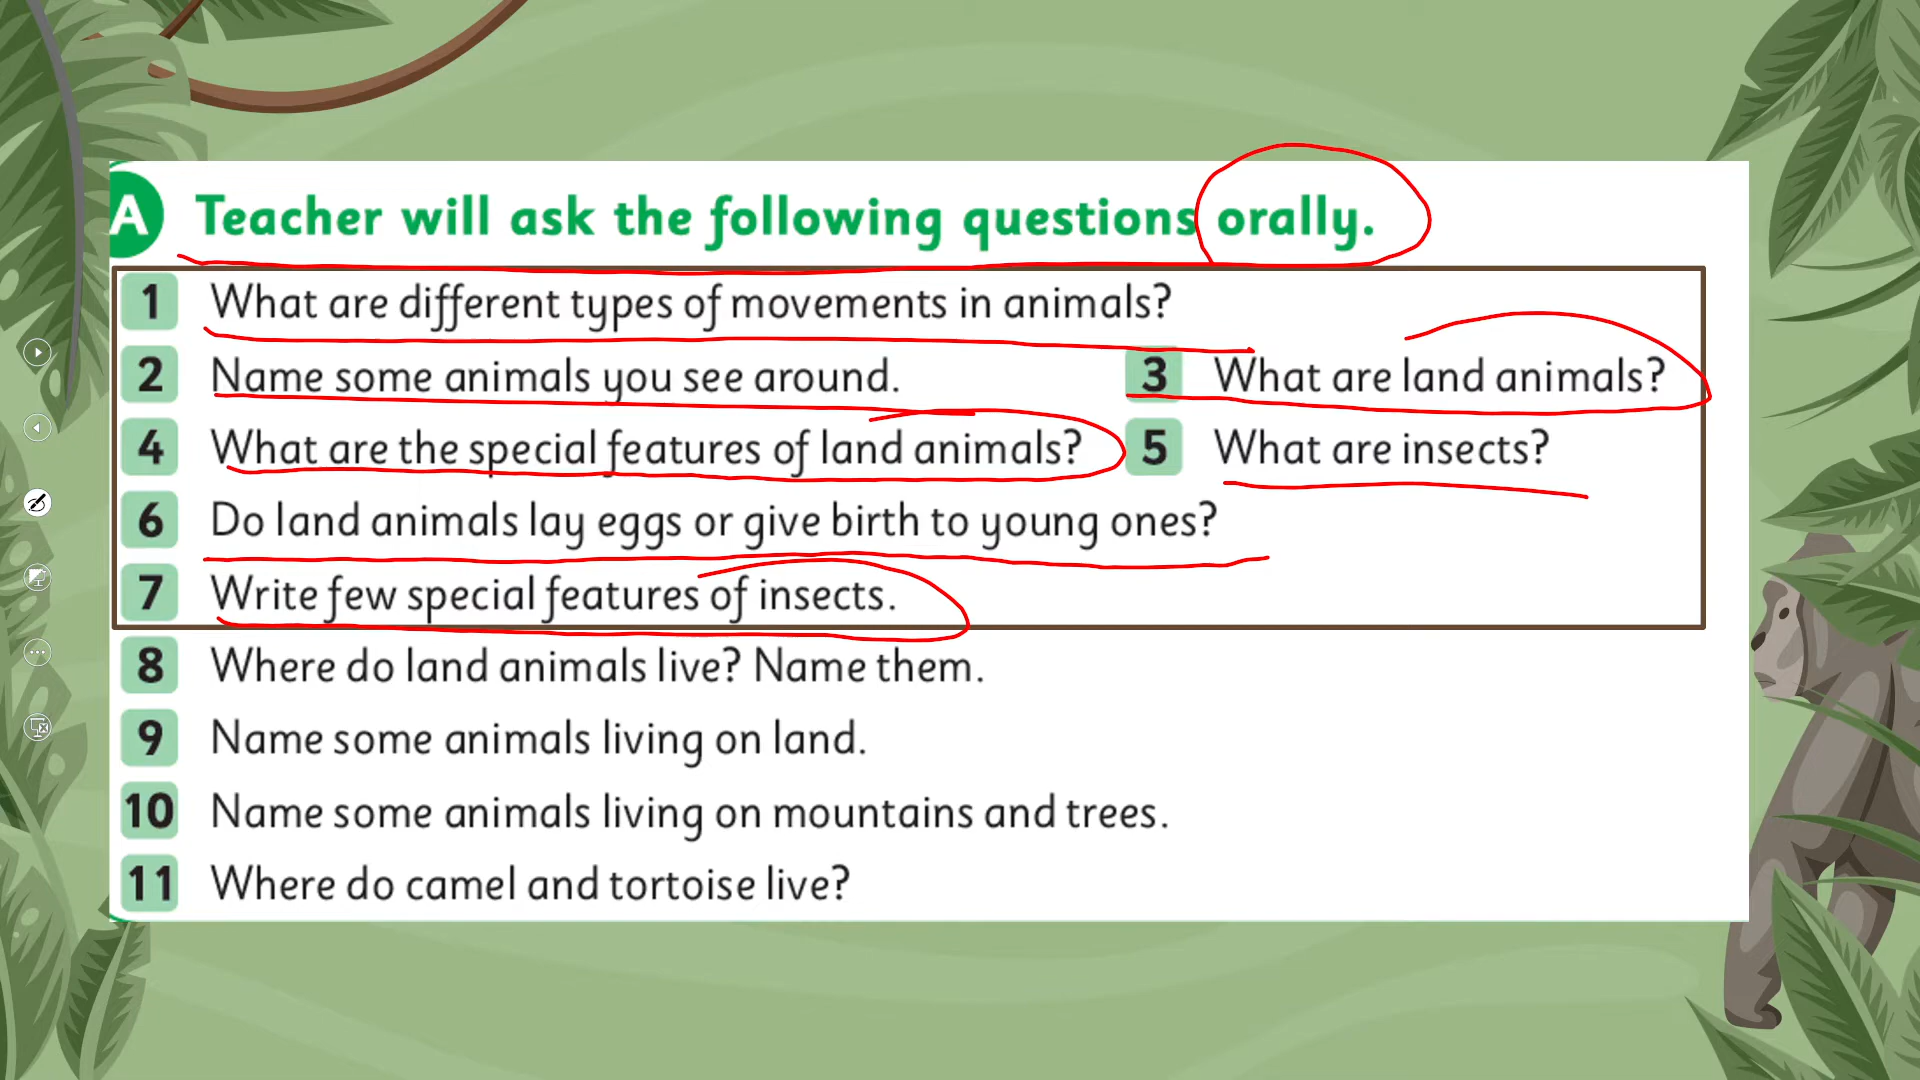 A Teacher will ask the following questions orally.
1 What are different types of movements in animals?
2 Name some animals you see around. 3 What are land animals?
4 What are the special features of land animals? 5 What are insects?
6 Do land animals lay eggs or give birth to young ones?
7 Write few special features of insects.
8 Where do land animals live? Name them.
9 Name some animals living on land.
10 Name some animals living on mountains and trees.
11 Where do camel and tortoise live?